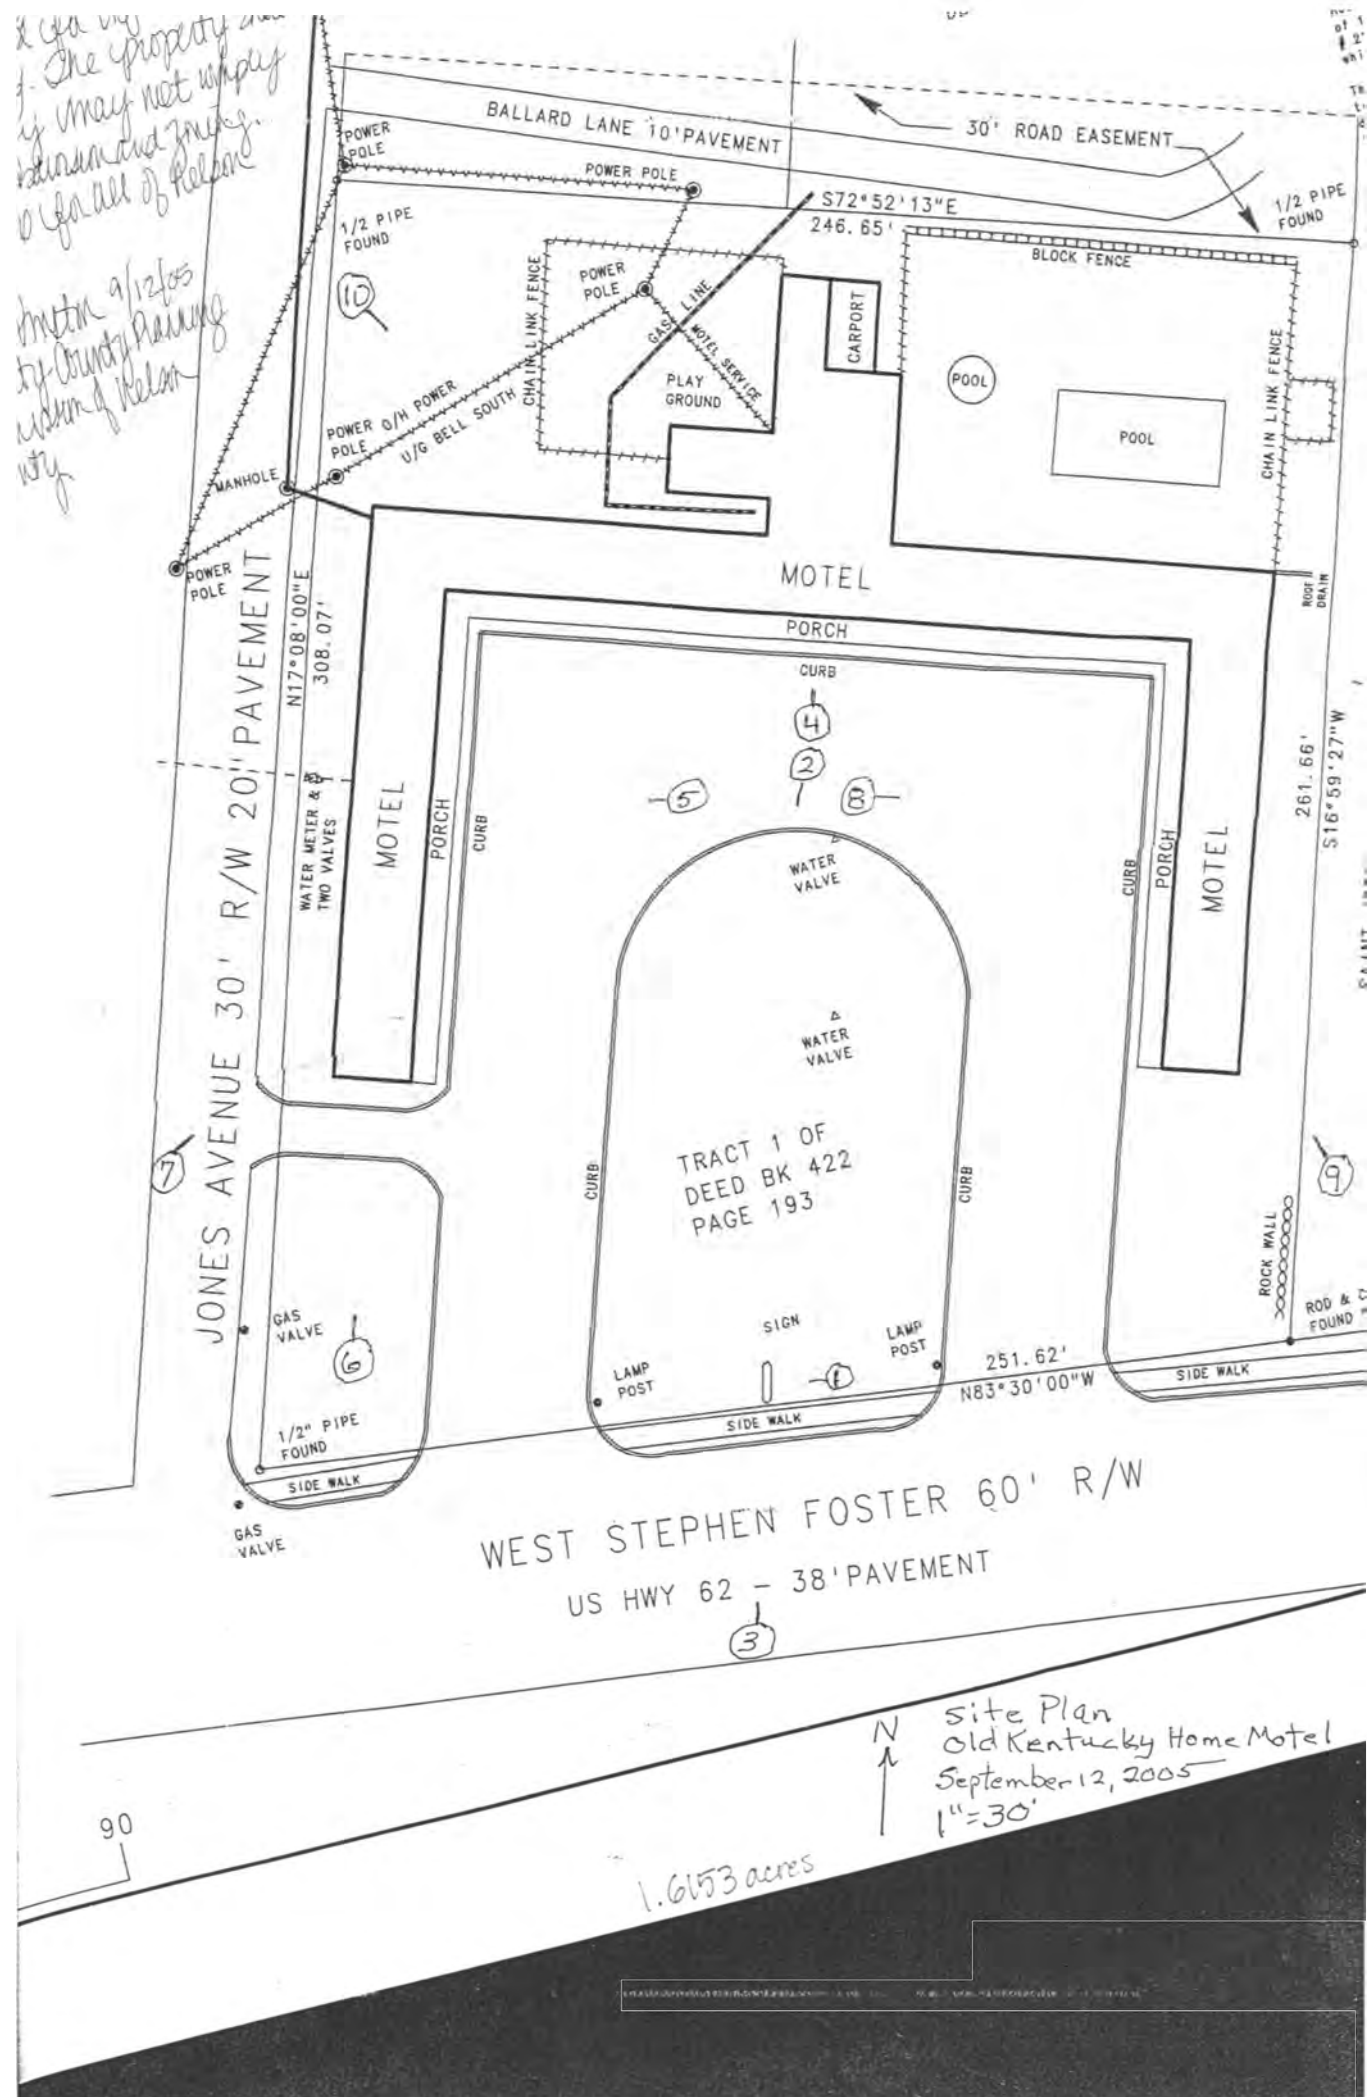 The property
may not imply
and zoning.
for all of Nelson
9/12/05
County Planning
of Nelson
of 1
BALLARD LANE 10'PAVEMENT
30' ROAD EASEMENT
POWER
POLE
POWER POLE
S72°52'13"E
246.65'
1/2 PIPE
FOUND
1/2 PIPE
FOUND
BLOCK FENCE
10
CHAIN LINK FENCE
POWER
POLE
GAS LINE
MOTEL SERVICE
CARPORT
PLAY
GROUND
POOL
POOL
CHAIN LINK FENCE
POWER
POLE
O/H POWER
U/G BELL SOUTH
MANHOLE
POWER
POLE
ROOF
DRAIN
MOTEL
PORCH
CURB
N17°08'00"E
308.07'
4
2
5
8
261.66'
S16°59'27"W
WATER METER &
TWO VALVES
MOTEL
PORCH
CURB
WATER
VALVE
CURB
PORCH
MOTEL
JONES AVENUE 30' R/W 20'PAVEMENT
WATER
VALVE
7
TRACT 1 OF
DEED BK 422
PAGE 193
CURB
CURB
9
ROCK WALL
GAS
VALVE
6
SIGN
LAMP
POST
LAMP
POST
1
251.62'
N83°30'00"W
ROD & C
FOUND "
SIDE WALK
SIDE WALK
1/2" PIPE
FOUND
SIDE WALK
GAS
VALVE
WEST STEPHEN FOSTER 60' R/W
US HWY 62 - 38'PAVEMENT
3
N
Site Plan
Old Kentucky Home Motel
September 12, 2005
1"=30'
90
1.6153 acres